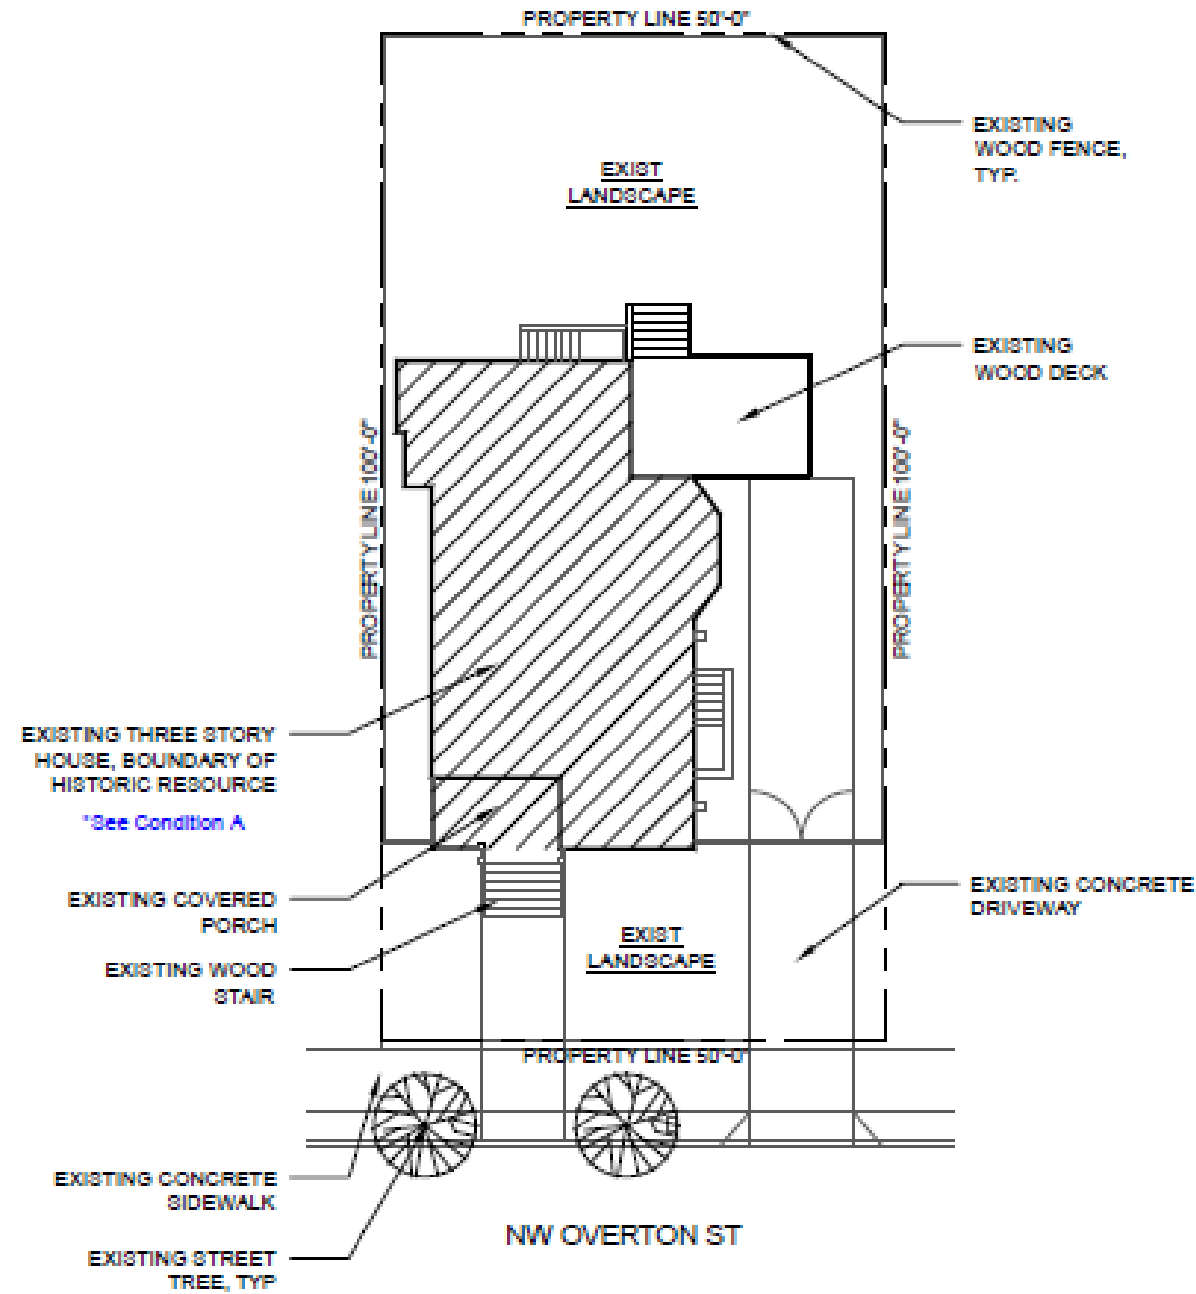 PROPERTY LINE 50'-0"
EXISTING
WOOD FENCE,
TYP.
EXIST
LANDSCAPE
EXISTING
WOOD DECK
PROPERTY LINE 100'-0"
PROPERTY LINE 100'-0"
EXISTING THREE STORY
HOUSE, BOUNDARY OF
HISTORIC RESOURCE
*See Condition A
EXISTING COVERED
PORCH
EXISTING CONCRETE
DRIVEWAY
EXIST
LANDSCAPE
EXISTING WOOD
STAIR
PROPERTY LINE 50'-0"
EXISTING CONCRETE
SIDEWALK
NW OVERTON ST
EXISTING STREET
TREE, TYP